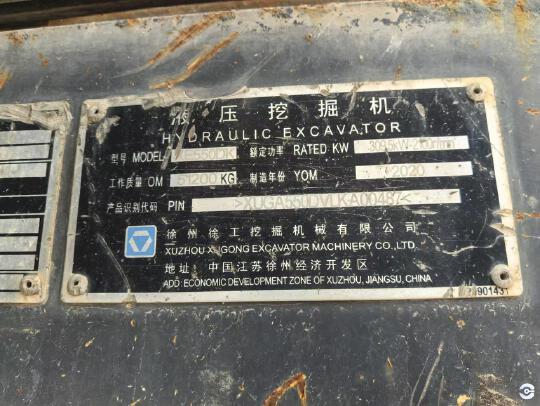 液压挖掘机
HYDRAULIC EXCAVATOR
型号 MODEL XE550DK 额定功率 RATED KW
工作质量 OM 51200 KG 制造年份 YOM 2020
产品识别代码 PIN >XUGA550DVLKA00487<
徐州徐工挖掘机械有限公司
XUZHOU XUGONG EXCAVATOR MACHINERY CO.,LTD
地址: 中国江苏徐州经济开发区
ADD: ECONOMIC DEVELOPMENT ZONE OF XUZHOU, JIANGSU, CHINA